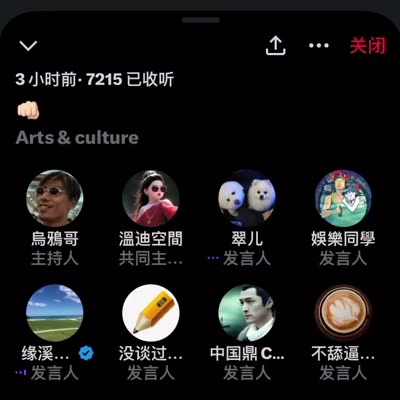 关闭
3 小时前· 7215 已收听
👊🏻
Arts & culture
烏鴉哥 溫迪空間 翠儿 娛樂同學
主持人 共同主... 发言人 发言人
缘溪... 没谈过... 中国鼎 C... 不舔逼...
发言人 发言人 发言人 发言人